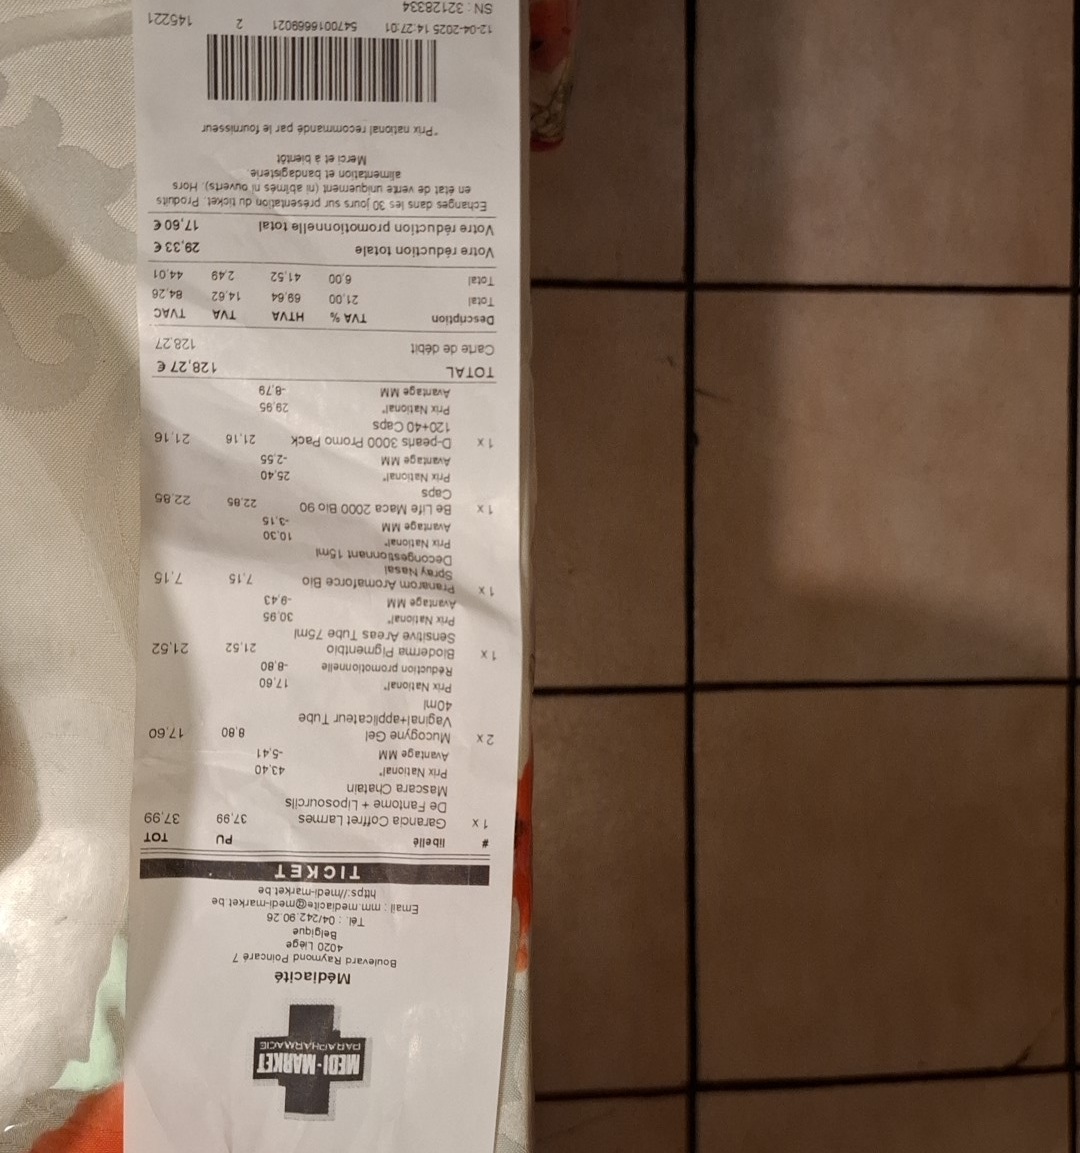 MEDI-MARKET
PARAPHARMACIE
Médiacité
Boulevard Raymond Poincaré 7
4020 Liège
Belgique
Tél. : 04/242.90.26
Email : mm.mediacite@medi-market.be
https://medi-market.be
TICKET
# libellé PU TOT
1 x Garancia Coffret Larmes 37,99 37,99
De Fantome + Liposourcils
Mascara Chatain
Prix National* 43,40
Avantage MM -5,41
2 x Mucogyne Gel 8,80 17,60
Vaginal+applicateur Tube
40ml
Prix National* 17,60
Réduction promotionnelle -8,80
1 x Bioderma Pigmentbio 21,52 21,52
Sensitive Areas Tube 75ml
Prix National* 30,95
Avantage MM -9,43
1 x Pranarom Aromaforce Bio 7,15 7,15
Spray Nasal
Decongestionnant 15ml
Prix National* 10,30
Avantage MM -3,15
1 x Be Life Maca 2000 Bio 90 22,85 22,85
Caps
Prix National* 25,40
Avantage MM -2,55
1 x D-pearls 3000 Promo Pack 21,16 21,16
120+40 Caps
Prix National* 29,95
Avantage MM -8,79
TOTAL 128,27 €
Carte de débit 128,27
Description TVA % HTVA TVA TVAC
Total 21,00 69,64 14,62 84,26
Total 6,00 41,52 2,49 44,01
Votre réduction totale 29,33 €
Votre réduction promotionnelle total 17,60 €
Echanges dans les 30 jours sur présentation du ticket. Produits
en état de vente uniquement (ni abîmés ni ouverts). Hors
alimentation et bandagisterie.
Merci et à bientôt
*Prix national recommandé par le fournisseur
12-04-2025 14:27:01 5470016669021 2 145221
SN : 32128334